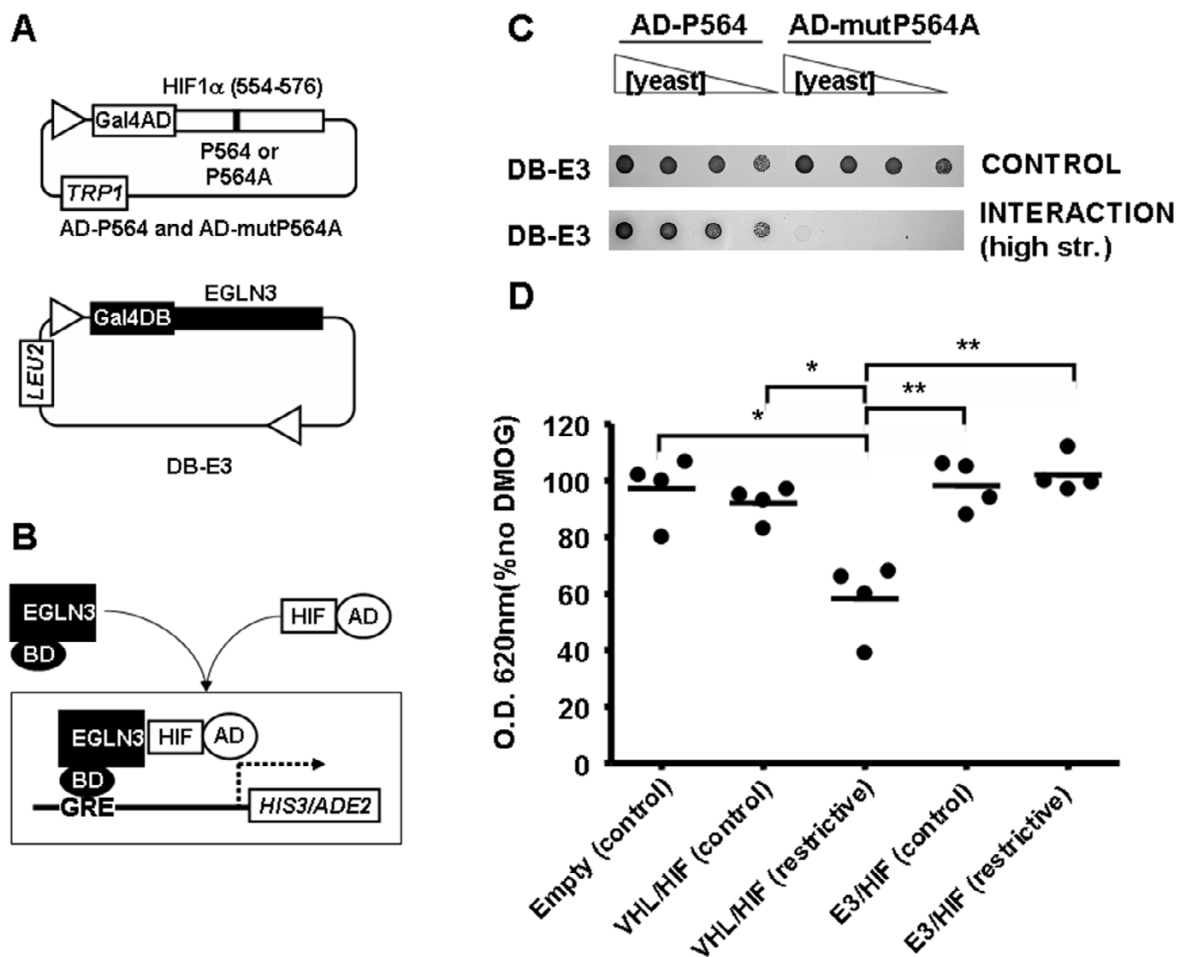 A
HIF1α (554-576)
Gal4AD
P564 or
P564A
TRP1
AD-P564 and AD-mutP564A
EGLN3
Gal4DB
LEU2
DB-E3
B
EGLN3
BD
HIF
AD
EGLN3
HIF
AD
BD
GRE
HIS3/ADE2
C
AD-P564
AD-mutP564A
[yeast]
[yeast]
DB-E3
CONTROL
DB-E3
INTERACTION
(high str.)
D
**
*
**
*
O.D. 620nm(%no DMOG)
120
100
80
60
40
20
0
Empty (control)
VHL/HIF (control)
VHL/HIF (restrictive)
E3/HIF (control)
E3/HIF (restrictive)